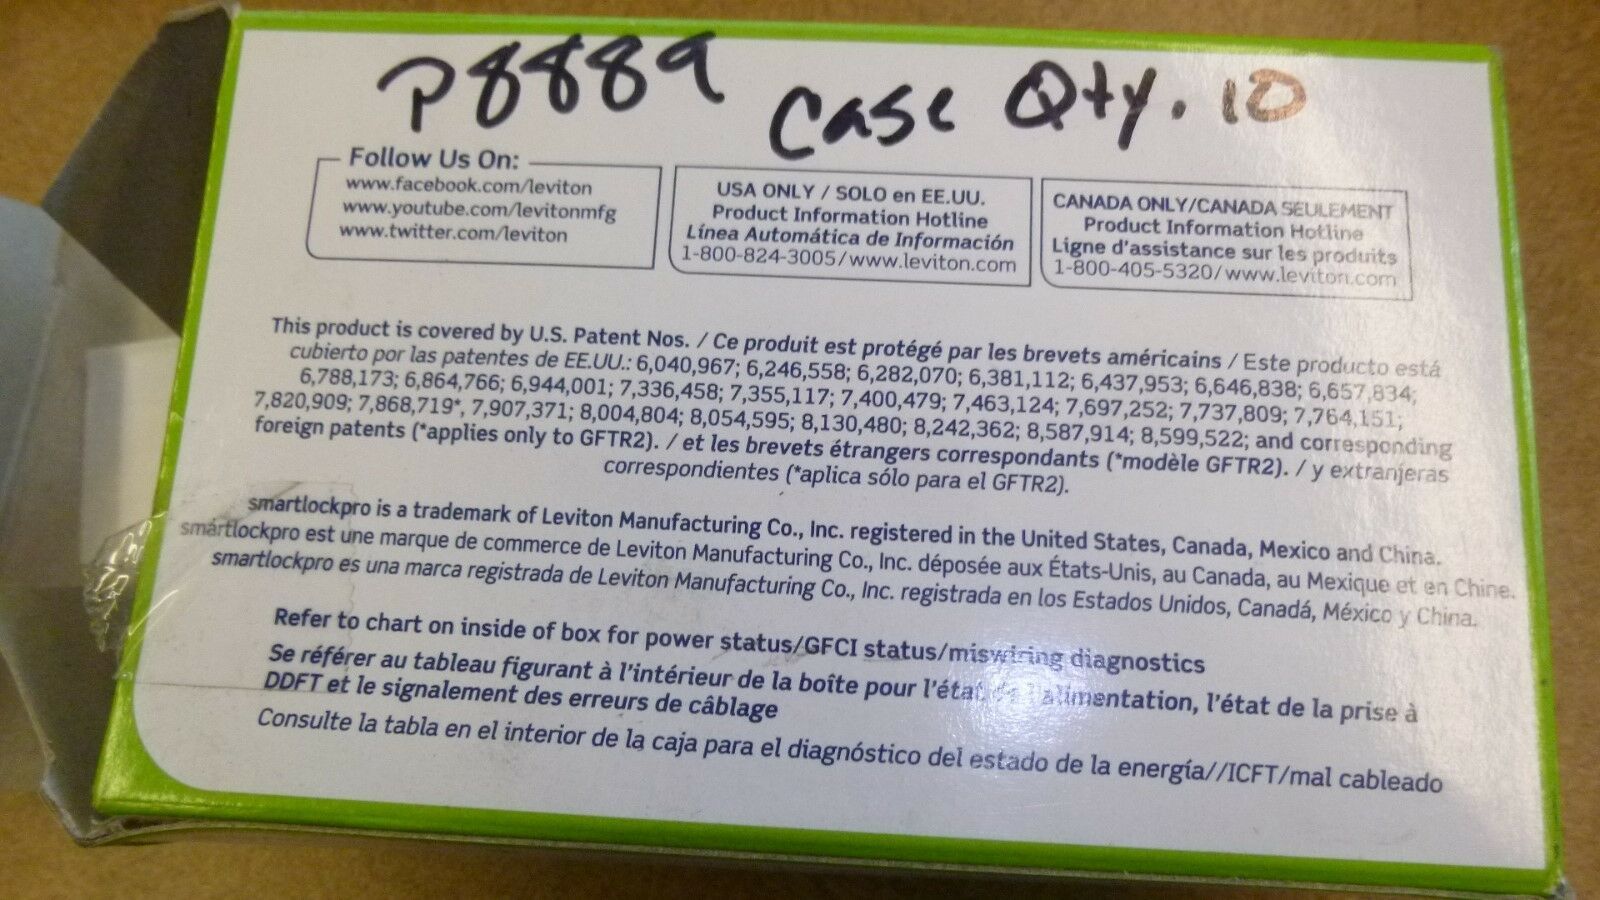 P8889 Case Qty. 10
Follow Us On:
www.facebook.com/leviton
www.youtube.com/levitonmfg
www.twitter.com/leviton
USA ONLY / SOLO en EE.UU.
Product Information Hotline
Línea Automática de Información
1-800-824-3005/www.leviton.com
CANADA ONLY/CANADA SEULEMENT
Product Information Hotline
Ligne d'assistance sur les produits
1-800-405-5320/www.leviton.com
This product is covered by U.S. Patent Nos. / Ce produit est protégé par les brevets américains / Este producto está
cubierto por las patentes de EE.UU.: 6,040,967; 6,246,558; 6,282,070; 6,381,112; 6,437,953; 6,646,838; 6,657,834;
6,788,173; 6,864,766; 6,944,001; 7,336,458; 7,355,117; 7,400,479; 7,463,124; 7,697,252; 7,737,809; 7,764,151;
7,820,909; 7,868,719*, 7,907,371; 8,004,804; 8,054,595; 8,130,480; 8,242,362; 8,587,914; 8,599,522; and corresponding
foreign patents (*applies only to GFTR2). / et les brevets étrangers correspondants (*modèle GFTR2). / y extranjeras
correspondientes (*aplica sólo para el GFTR2).
smartlockpro is a trademark of Leviton Manufacturing Co., Inc. registered in the United States, Canada, Mexico and China.
smartlockpro est une marque de commerce de Leviton Manufacturing Co., Inc. déposée aux États-Unis, au Canada, au Mexique et en Chine.
smartlockpro es una marca registrada de Leviton Manufacturing Co., Inc. registrada en los Estados Unidos, Canadá, México y China.
Refer to chart on inside of box for power status/GFCI status/miswiring diagnostics
Se référer au tableau figurant à l'intérieur de la boîte pour l'état de l'alimentation, l'état de la prise à
DDFT et le signalement des erreurs de câblage
Consulte la tabla en el interior de la caja para el diagnóstico del estado de la energía//ICFT/mal cableado